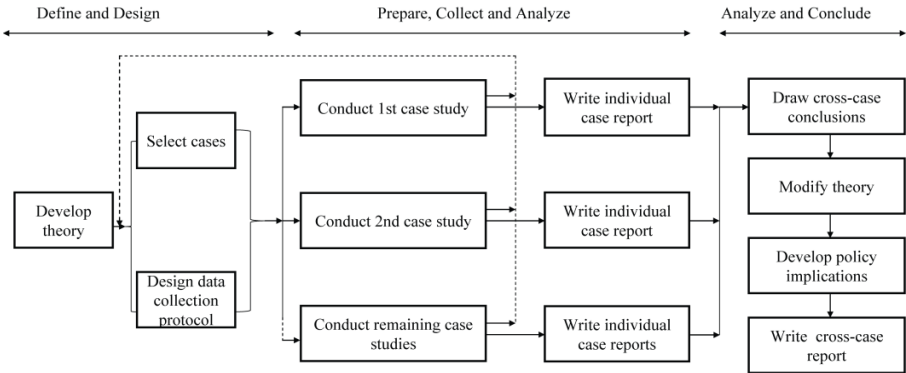 Define and Design
Prepare, Collect and Analyze
Analyze and Conclude
Develop
theory
Select cases
Design data
collection
protocol
Conduct 1st case study
Conduct 2nd case study
Conduct remaining case
studies
Write individual
case report
Write individual
case report
Write individual
case reports
Draw cross-case
conclusions
Modify theory
Develop policy
implications
Write cross-case
report